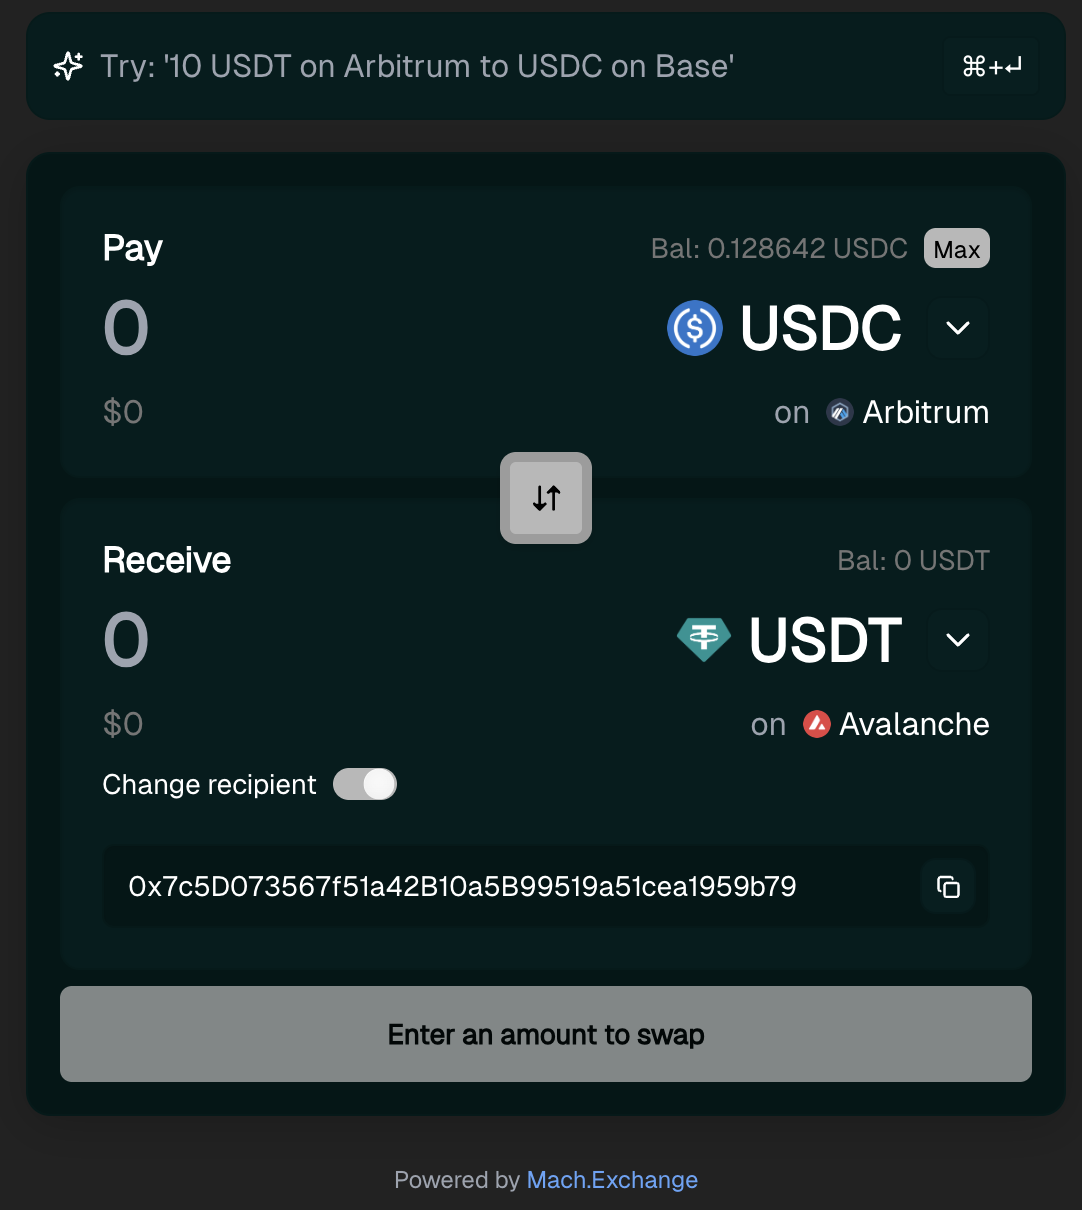 Try: '10 USDT on Arbitrum to USDC on Base'
⌘+↵
Pay
Bal: 0.128642 USDC
Max
0
USDC
$0
on Arbitrum
Receive
Bal: 0 USDT
0
USDT
$0
on Avalanche
Change recipient
0x7c5D073567f51a42B10a5B99519a51cea1959b79
Enter an amount to swap
Powered by Mach.Exchange